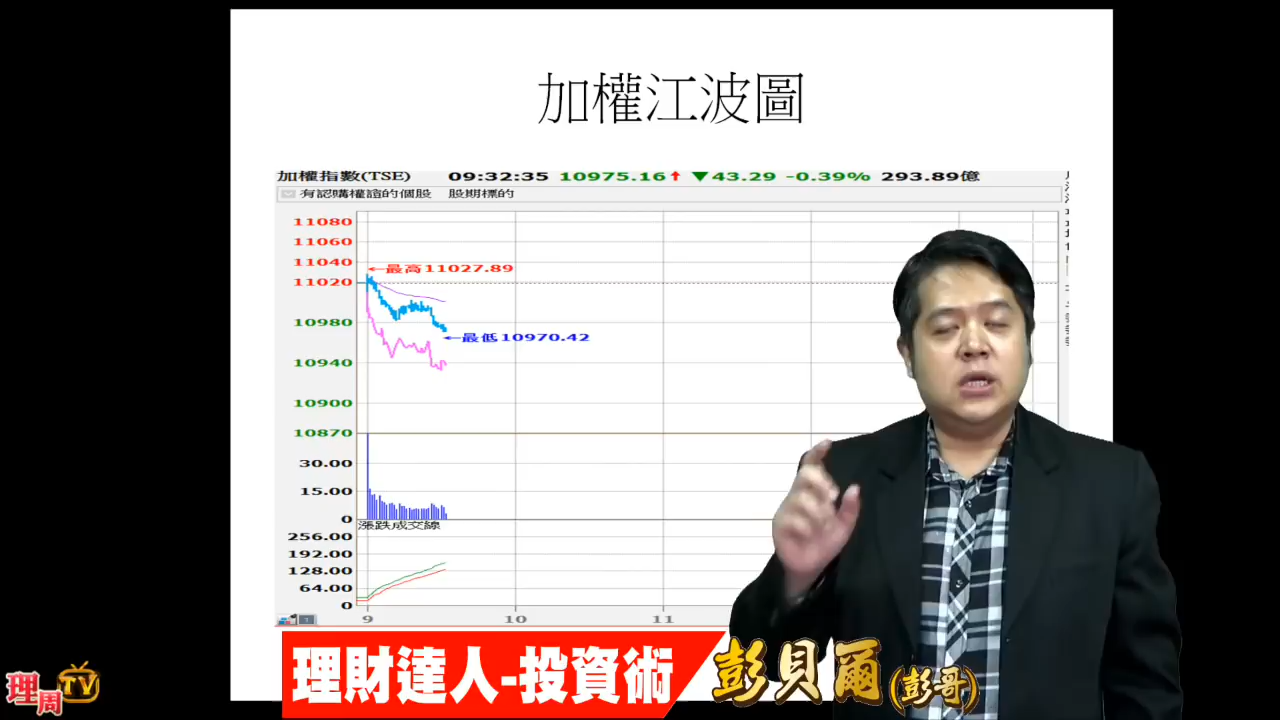 加權江波圖
加權指數(TSE) 09:32:35 10975.16↑ ▼43.29 -0.39% 293.89億
有認購權證的個股 股期標的
11080
11060
11040
←最高11027.89
11020
10980
←最低10970.42
10940
10900
10870
30.00
15.00
0
漲跌成交線
256.00
192.00
128.00
64.00
0
9 10 11
理財達人-投資術 彭貝爾(彭哥)
理周TV